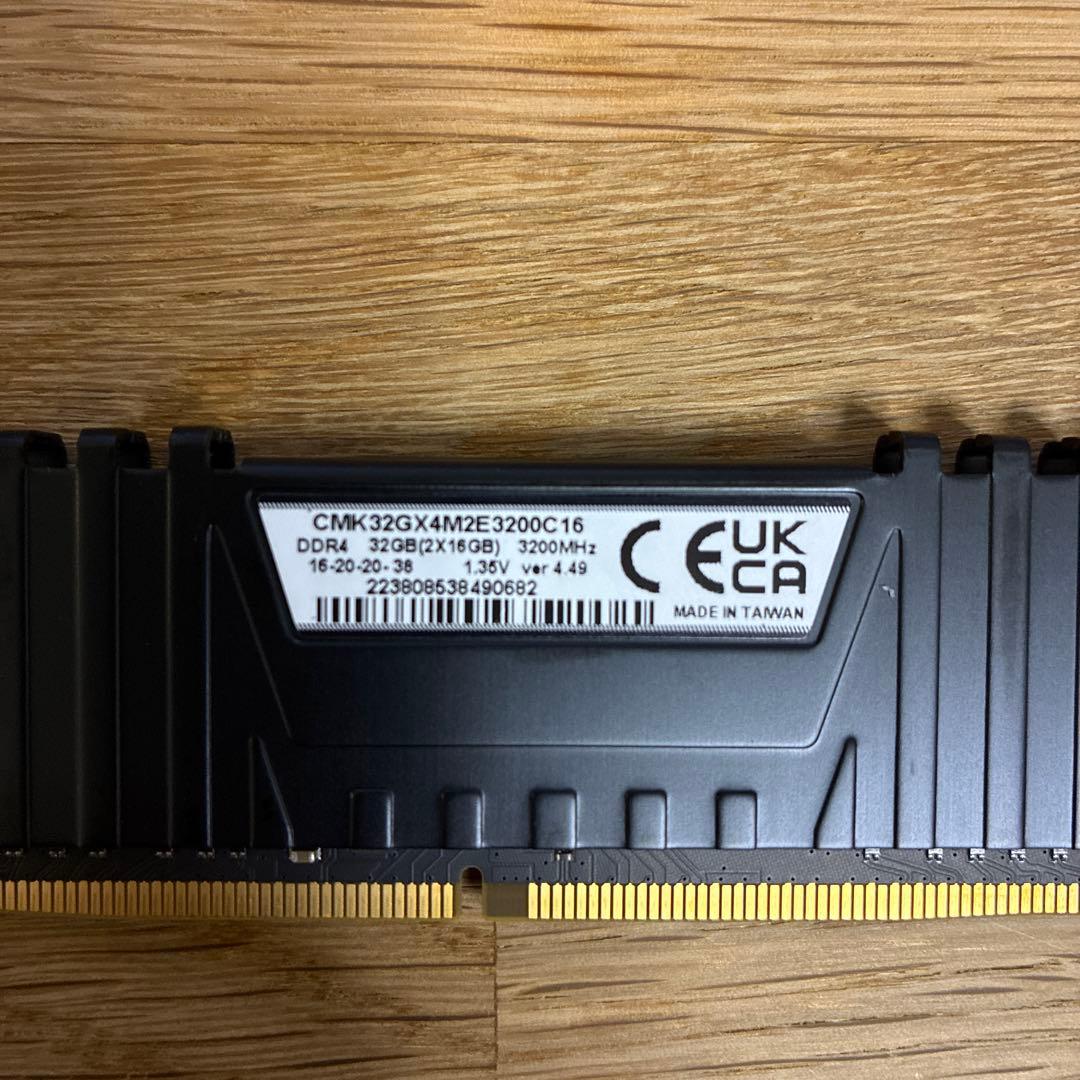 CMK32GX4M2E3200C16
DDR4 32GB(2X16GB) 3200MHz
16-20-20-38 1.35V ver 4.49
223808538490682
CE
UK
CA
MADE IN TAIWAN